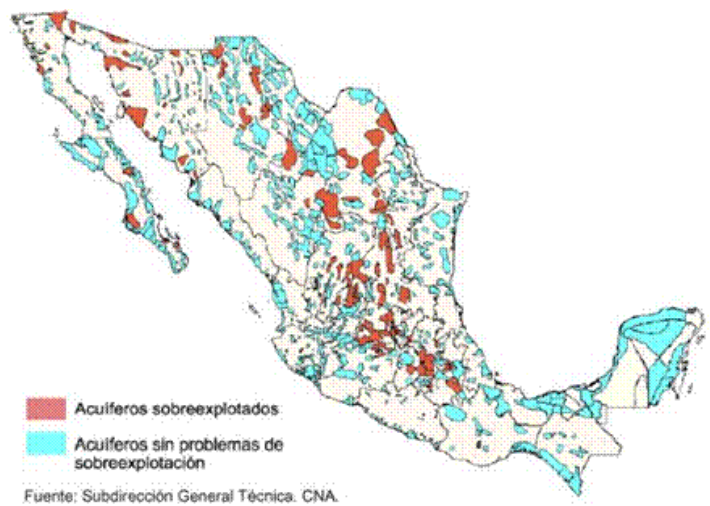 Acuíferos sobreexplotados
Acuíferos sin problemas de
sobreexplotación
Fuente: Subdirección General Técnica. CNA.